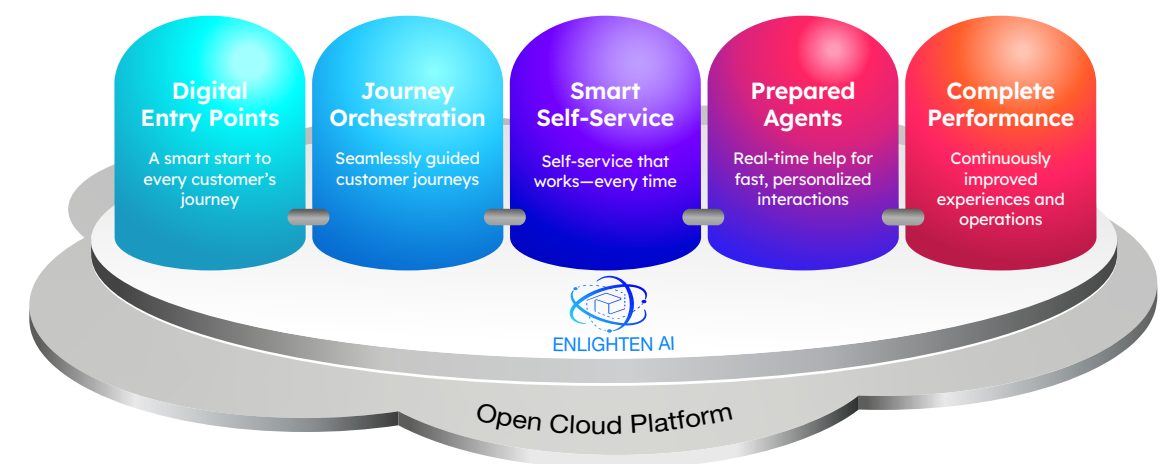 Digital
Entry Points
A smart start to
every customer's
journey
Journey
Orchestration
Seamlessly guided
customer journeys
Smart
Self-Service
Self-service that
works—every time
Prepared
Agents
Real-time help for
fast, personalized
interactions
Complete
Performance
Continuously
improved
experiences and
operations
ENLIGHTEN AI
Open Cloud Platform